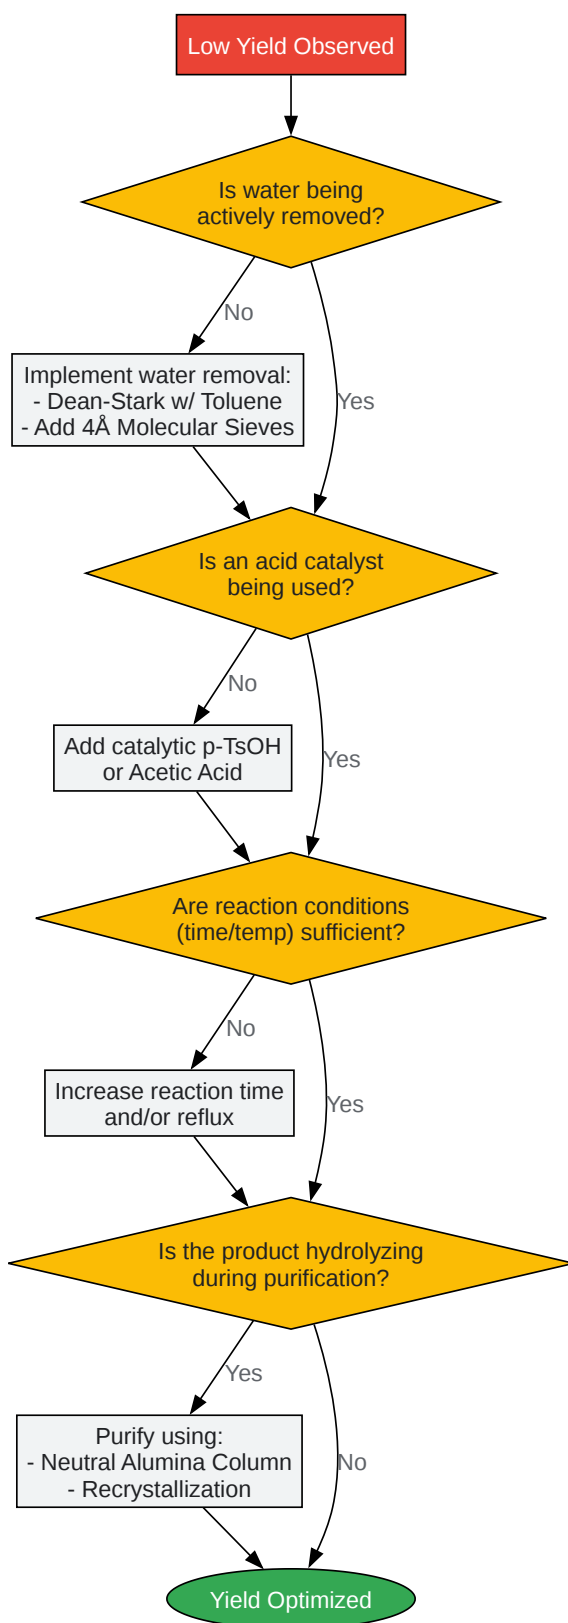 Low Yield Observed
Is water being
actively removed?
No
Implement water removal:
- Dean-Stark w/ Toluene
- Add 4Å Molecular Sieves
Yes
Is an acid catalyst
being used?
No
Add catalytic p-TsOH
or Acetic Acid
Yes
Are reaction conditions
(time/temp) sufficient?
No
Increase reaction time
and/or reflux
Yes
Is the product hydrolyzing
during purification?
Yes
Purify using:
- Neutral Alumina Column
- Recrystallization
No
Yield Optimized